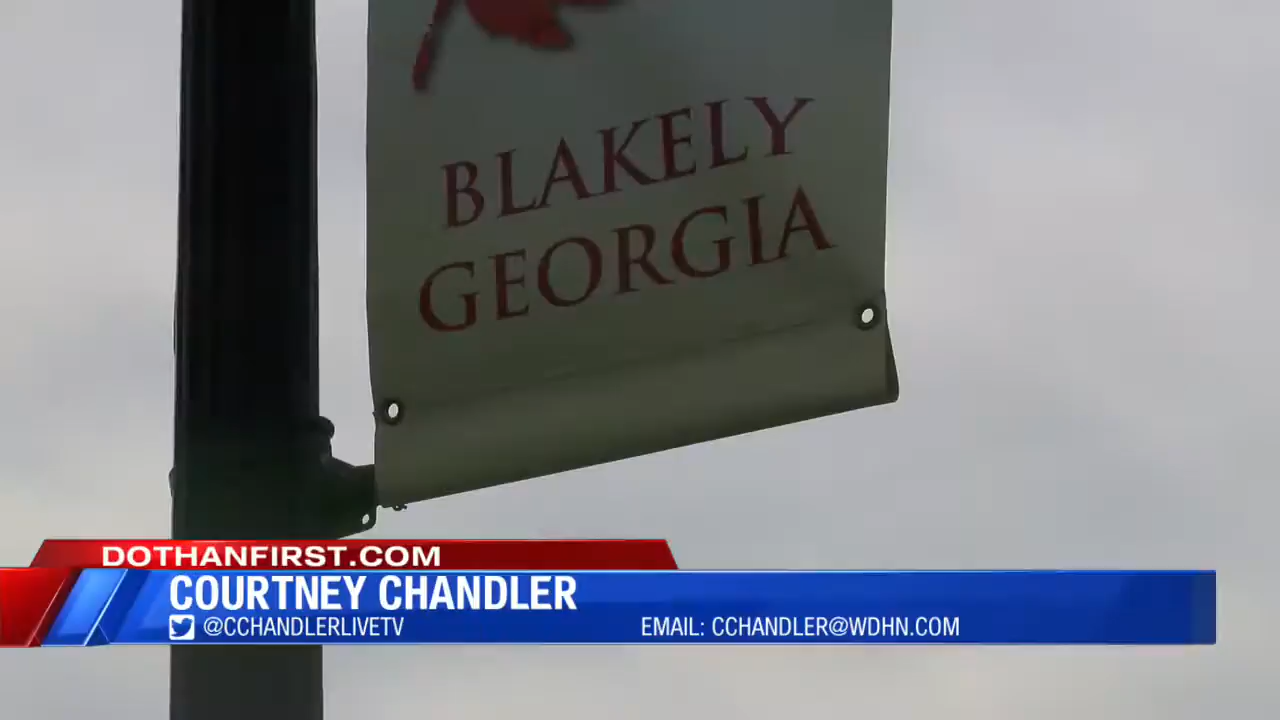 BLAKELY
GEORGIA
DOTHANFIRST.COM
COURTNEY CHANDLER
@CCHANDLERLIVETV
EMAIL: CCHANDLER@WDHN.COM